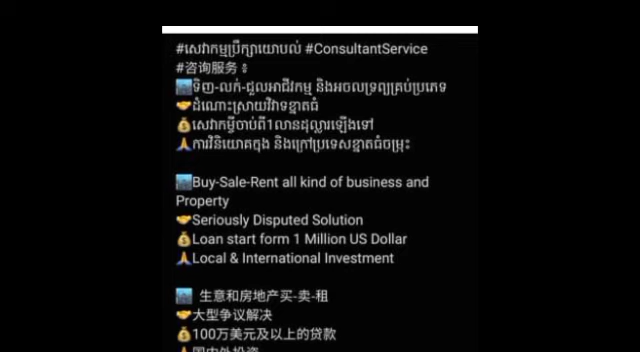 #សេវាកម្មប្រឹក្សាយោបល់ #ConsultantService
#咨询服务 ៖
🏙️ទិញ-លក់-ជួលអាជីវកម្ម និងអចលទ្រព្យគ្រប់ប្រភេទ
🤝ដំណោះស្រាយវិវាទខ្នាតធំ
💰សេវាកម្ចីចាប់ពី1លានដុល្លារឡើងទៅ
🙏ការវិនិយោគក្នុង និងក្រៅប្រទេសខ្នាតធំចម្រុះ
🏙️Buy-Sale-Rent all kind of business and
Property
🤝Seriously Disputed Solution
💰Loan start form 1 Million US Dollar
🙏Local & International Investment
🏙️ 生意和房地产买-卖-租
🤝大型争议解决
💰100万美元及以上的贷款
🙏国内外投资